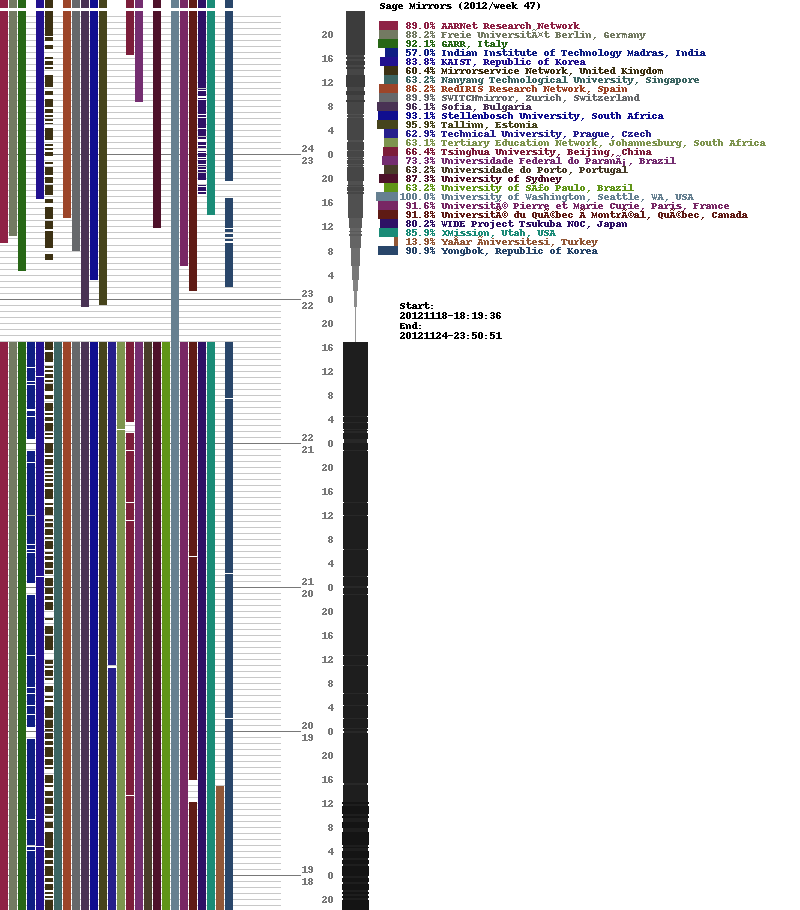 Sage Mirrors (2012/week 47)
89.0% AARNet Research Network
88.2% Freie UniversitÃ¤t Berlin, Germany
92.1% GARR, Italy
57.0% Indian Institute of Technology Madras, India
83.8% KAIST, Republic of Korea
60.4% Mirrorservice Network, United Kingdom
63.2% Nanyang Technological University, Singapore
86.2% RedIRIS Research Network, Spain
89.9% SWITCHmirror, Zurich, Switzerland
96.1% Sofia, Bulgaria
93.1% Stellenbosch University, South Africa
95.9% Tallinn, Estonia
62.9% Technical University, Prague, Czech
63.1% Tertiary Education Network, Johannesburg, South Africa
66.4% Tsinghua University, Beijing, China
73.3% Universidade Federal do ParanÃ¡, Brazil
63.2% Universidade do Porto, Portugal
87.3% University of Sydney
63.2% University of SÃ£o Paulo, Brazil
100.0% University of Washington, Seattle, WA, USA
91.6% UniversitÃ© Pierre et Marie Curie, Paris, France
91.8% UniversitÃ© du QuÃ©bec Ã MontrÃ©al, QuÃ©bec, Canada
80.2% WIDE Project Tsukuba NOC, Japan
85.9% XMission, Utah, USA
13.9% YaÅar Ãniversitesi, Turkey
90.9% Yongbok, Republic of Korea
Start:
20121118-18:19:36
End:
20121124-23:50:51
20
16
12
8
4
24
0
23
20
16
12
8
4
23
0
22
20
16
12
8
4
22
0
21
20
16
12
8
4
21
0
20
20
16
12
8
4
20
0
19
20
16
12
8
4
19
0
18
20